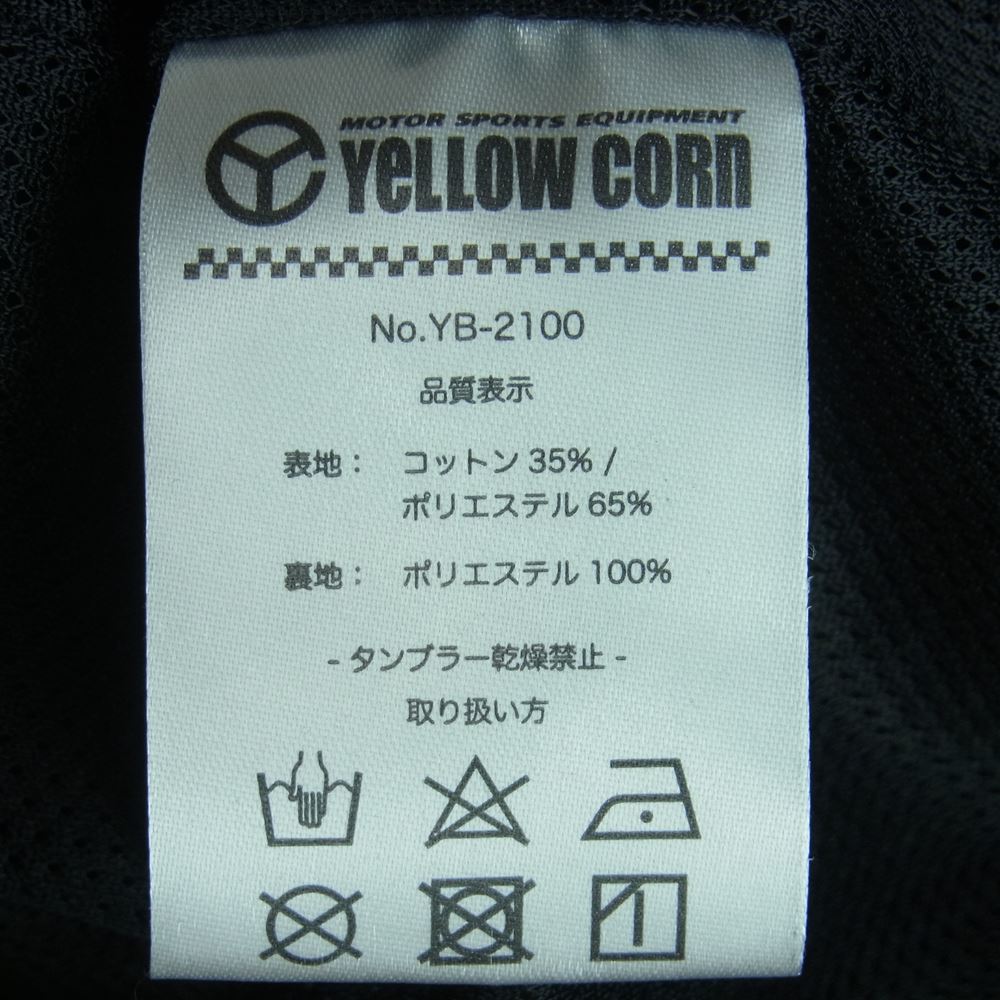 MOTOR SPORTS EQUIPMENT
YELLOW CORN
No.YB-2100
品質表示
表地： コットン 35% /
ポリエステル 65%
裏地： ポリエステル 100%
- タンブラー乾燥禁止 -
取り扱い方